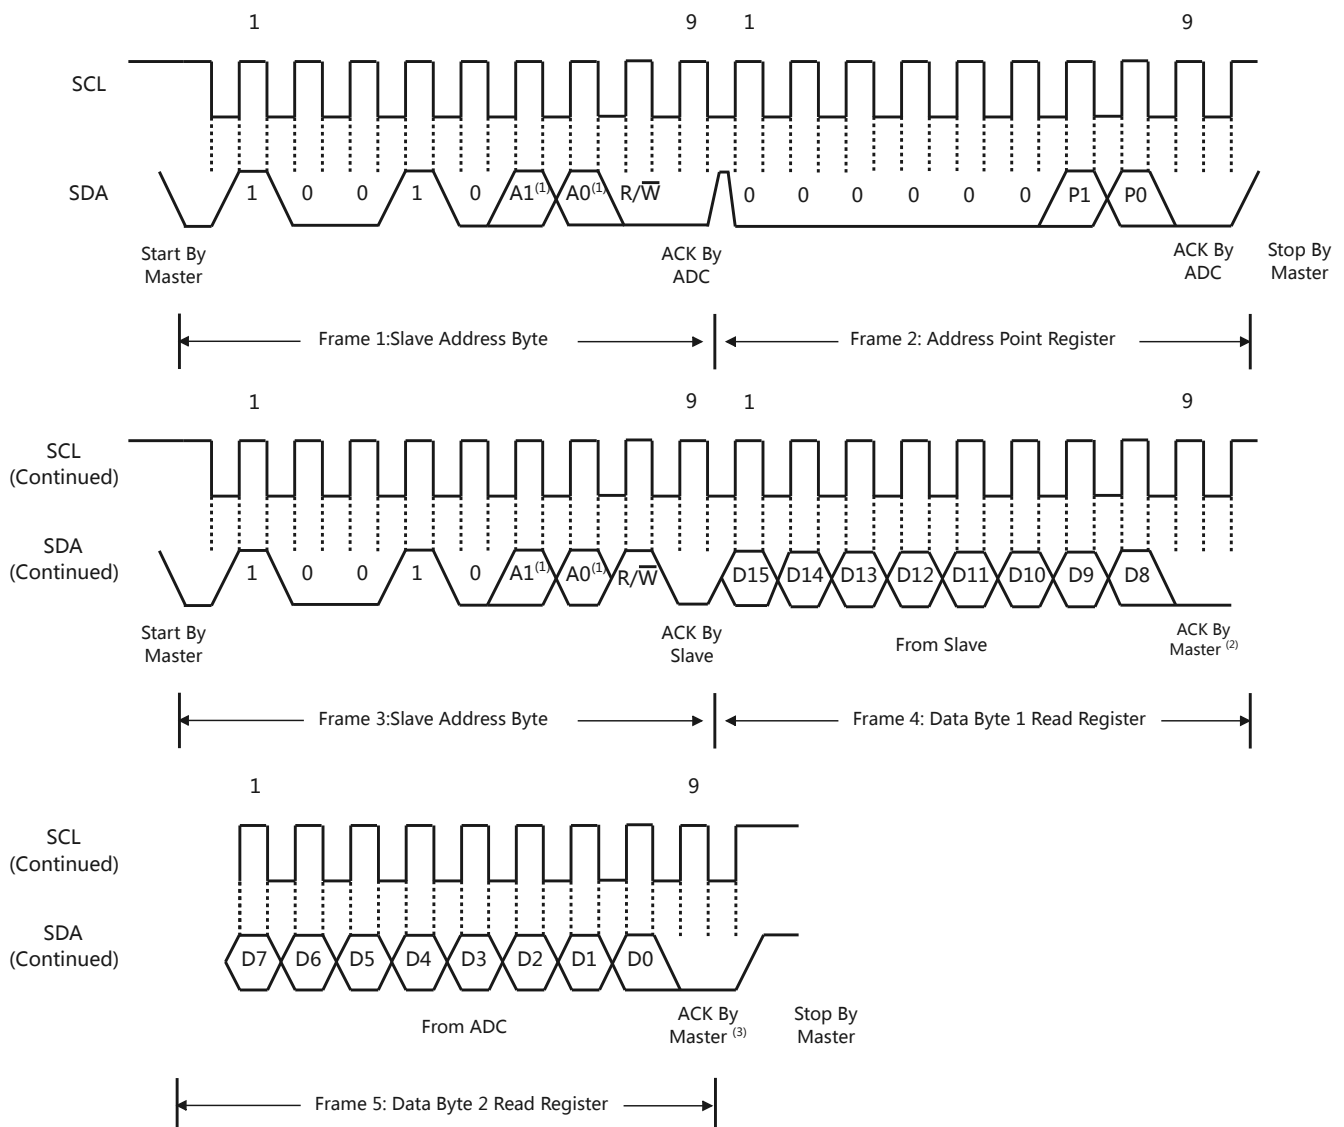 1 9 1 9
SCL
SDA 1 0 0 1 0 A1(1) A0(1) R/W̅ 0 0 0 0 0 0 P1 P0
Start By
Master
ACK By
ADC
ACK By
ADC
Stop By
Master
Frame 1:Slave Address Byte
Frame 2: Address Point Register
1 9 1 9
SCL
(Continued)
SDA
(Continued)
1 0 0 1 0 A1(1) A0(1) R/W̅ D15 D14 D13 D12 D11 D10 D9 D8
Start By
Master
ACK By
Slave
From Slave
ACK By
Master (2)
Frame 3:Slave Address Byte
Frame 4: Data Byte 1 Read Register
1 9
SCL
(Continued)
SDA
(Continued)
D7 D6 D5 D4 D3 D2 D1 D0
From ADC
ACK By
Master (3)
Stop By
Master
Frame 5: Data Byte 2 Read Register